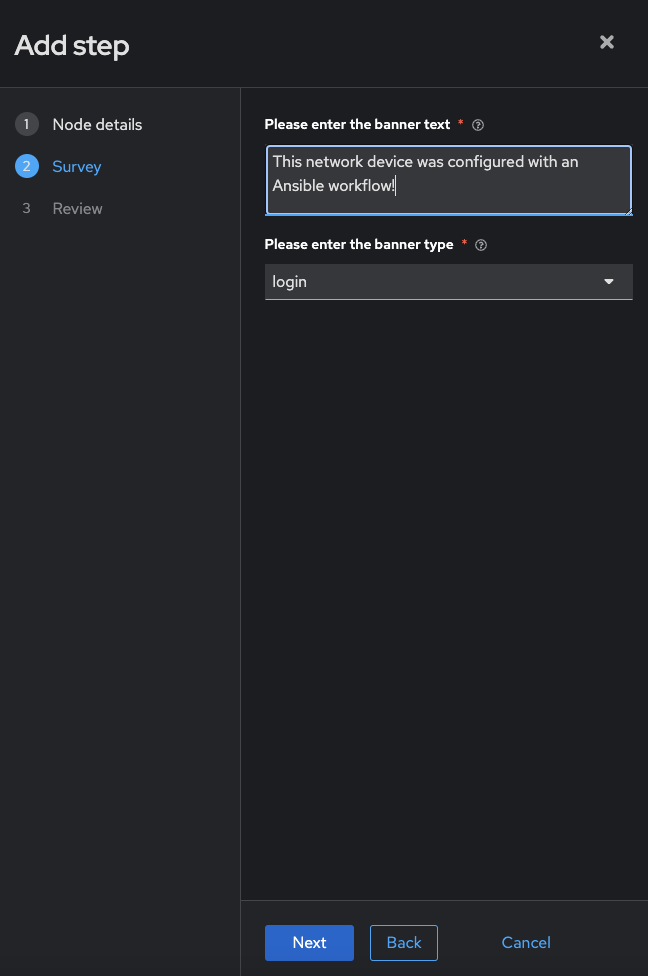 Add step
1 Node details
2 Survey
3 Review
Please enter the banner text *
This network device was configured with an
Ansible workflow!
Please enter the banner type *
login
Next Back Cancel